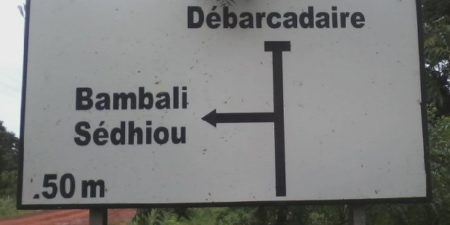 Débarcadaire
Bambali
Sédhiou
.50 m